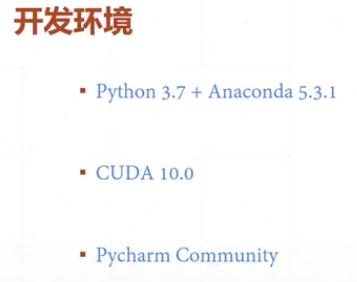 开发环境
Python 3.7 + Anaconda 5.3.1
CUDA 10.0
Pycharm Community